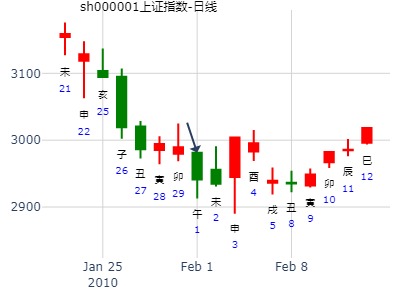 sh000001上证指数-日线
3100
3000
2900
未
21
申
22
亥
25
子
26
丑
27
寅
28
卯
29
午
1
未
2
申
3
酉
4
戌
5
丑
8
寅
9
卯
10
辰
11
巳
12
Jan 25
2010
Feb 1
Feb 8